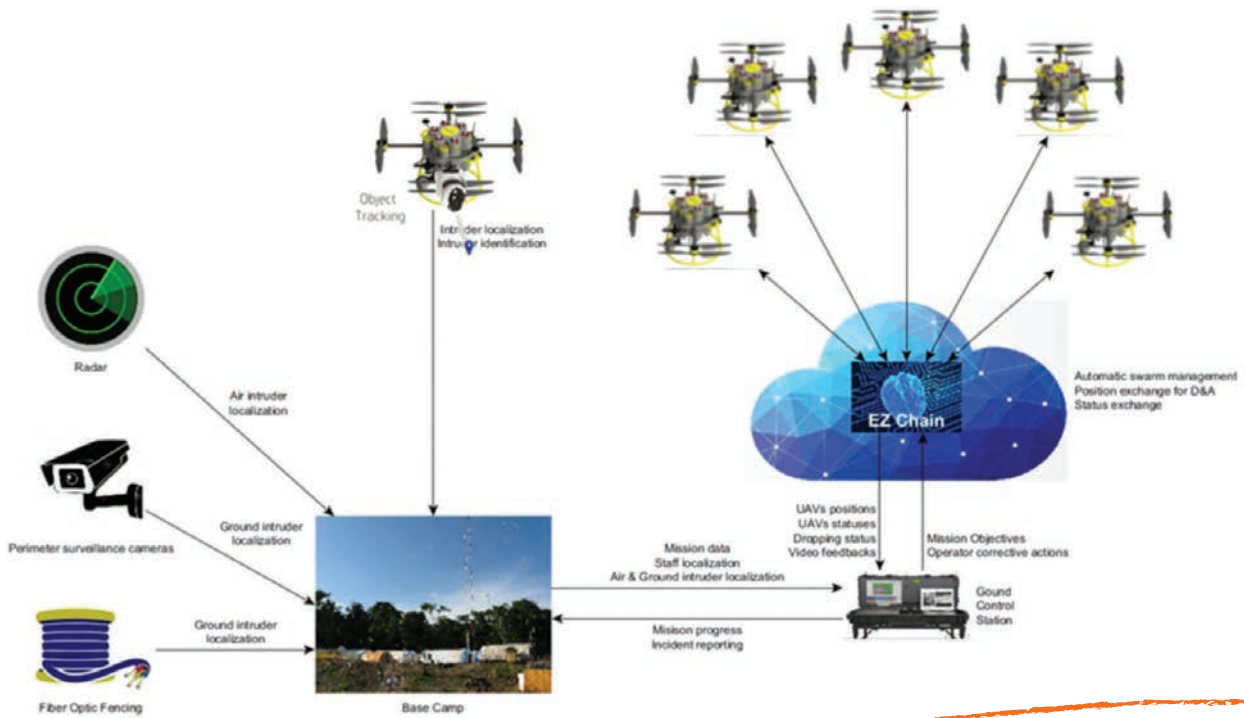 Object
Tracking
Intruder localization
Intruder identification
Radar
Air intruder
localization
Perimeter surveillance cameras
Ground intruder
localization
Fiber Optic Fencing
Ground intruder
localization
Base Camp
Mission data
Staff localization
Air & Ground intruder localization
Misison progress
Incident reporting
EZ Chain
Automatic swarm management
Position exchange for D&A
Status exchange
UAVs positions
UAVs statuses
Dropping status
Video feedbacks
Mission Objectives
Operator corrective actions
Gound
Control
Station